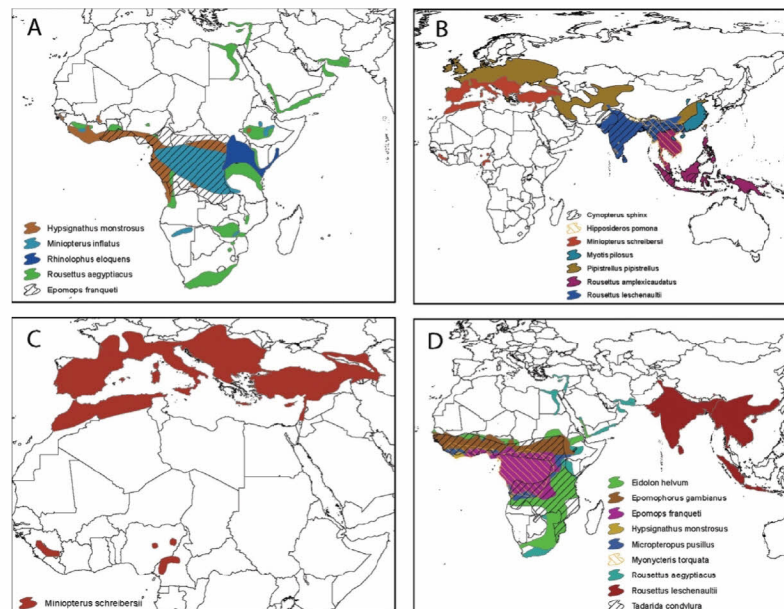 A
Hypsignathus monstrosus
Miniopterus inflatus
Rhinolophus eloquens
Rousettus aegyptiacus
Epomops franqueti
B
Cynopterus sphinx
Hipposideros pomona
Miniopterus schreibersii
Myotis pilosus
Pipistrellus pipistrellus
Rousettus amplexicaudatus
Rousettus leschenaultii
C
Miniopterus schreibersii
D
Eidolon helvum
Epomophorus gambianus
Epomops franqueti
Hypsignathus monstrosus
Micropteropus pusillus
Myonycteris torquata
Rousettus aegyptiacus
Rousettus leschenaultii
Tadarida condylura